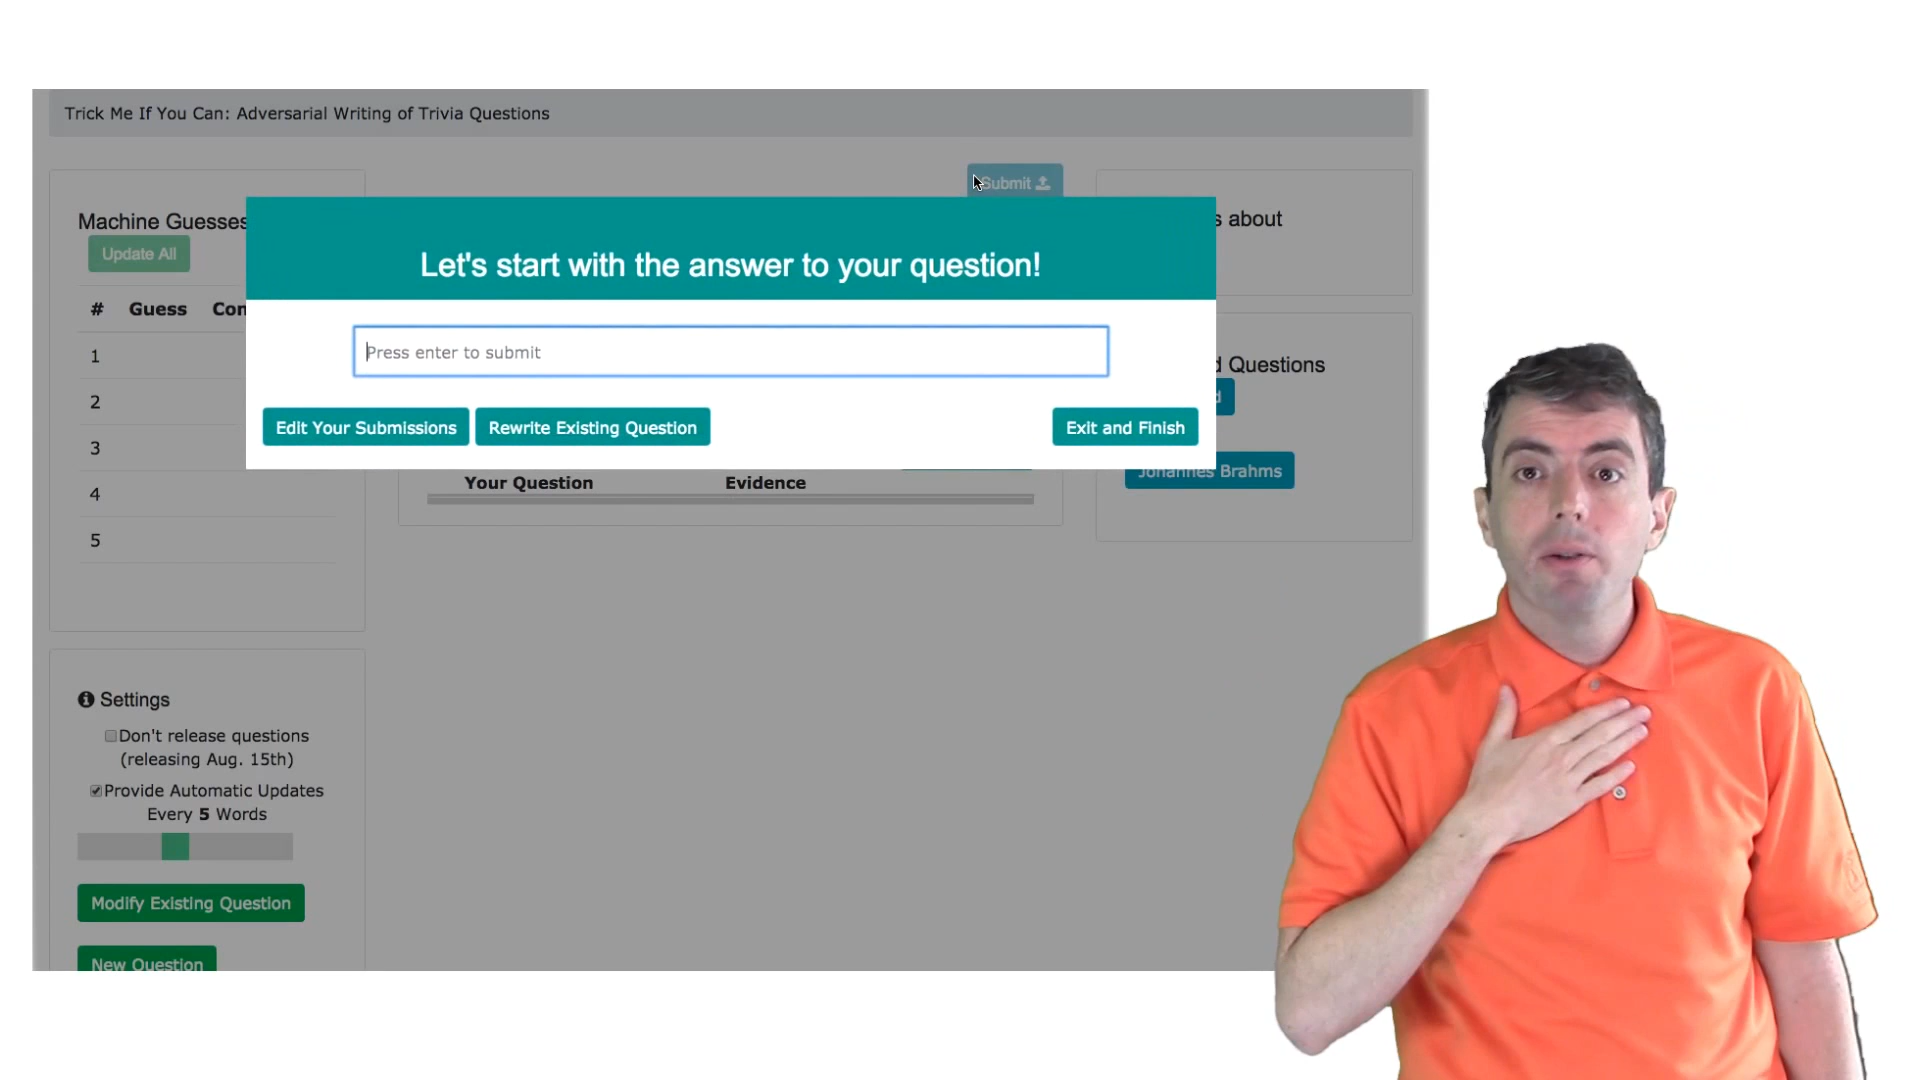 Trick Me If You Can: Adversarial Writing of Trivia Questions
Submit
Machine Guesses
Update All
# Guess Con
1
2
3
4
5
Let's start with the answer to your question!
Press enter to submit
Edit Your Submissions
Rewrite Existing Question
Exit and Finish
Your Question Evidence
s about
d Questions
d
Johannes Brahms
Settings
Don't release questions
(releasing Aug. 15th)
Provide Automatic Updates
Every 5 Words
Modify Existing Question
New Question